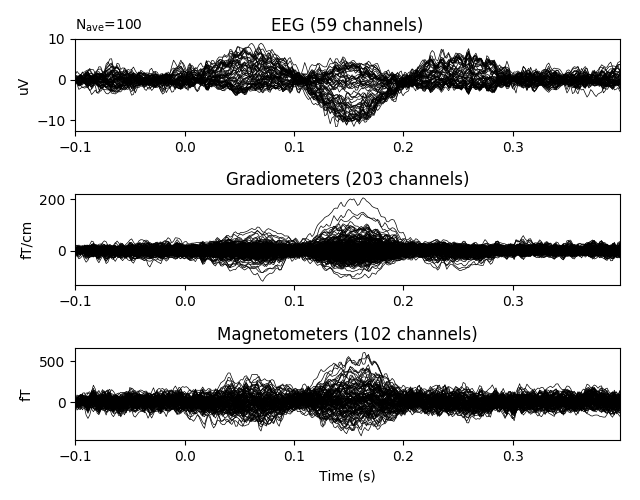 N_ave=100
EEG (59 channels)
10
0
−10
uV
−0.1 0.0 0.1 0.2 0.3
Gradiometers (203 channels)
200
0
fT/cm
−0.1 0.0 0.1 0.2 0.3
Magnetometers (102 channels)
500
0
fT
−0.1 0.0 0.1 0.2 0.3
Time (s)